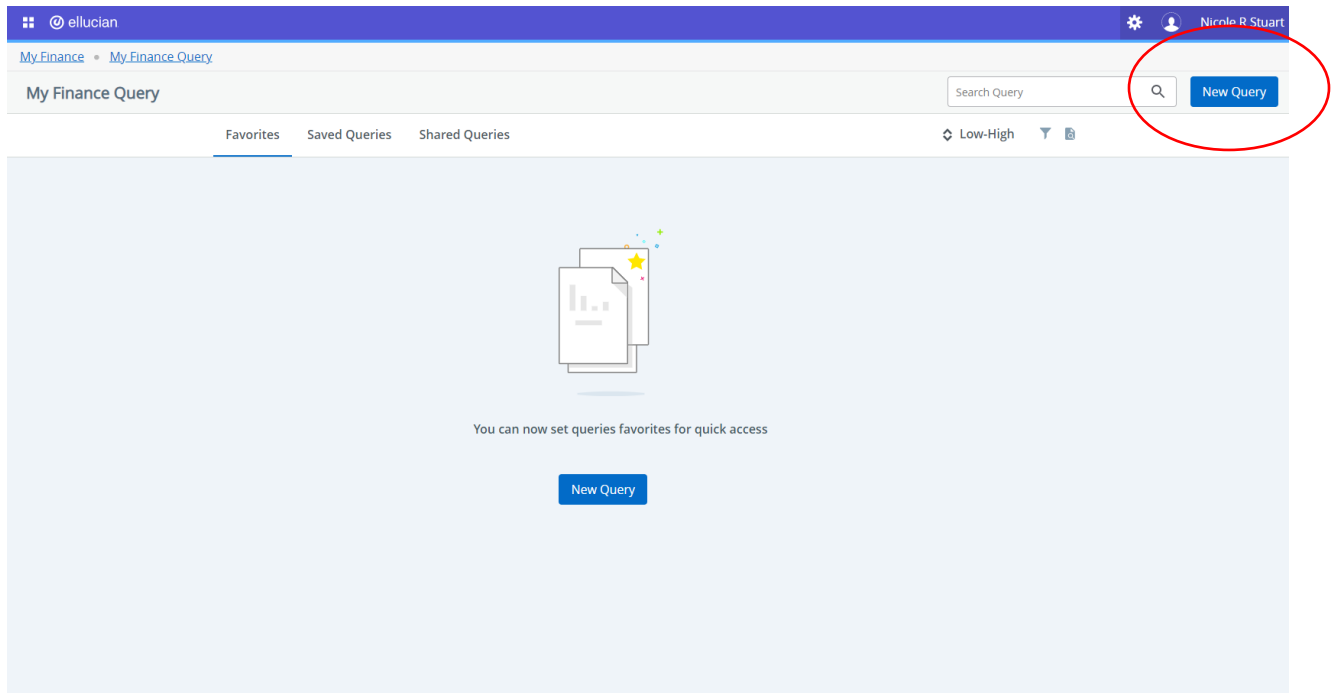 ellucian Nicole R Stuart
My Finance My Finance Query
My Finance Query Search Query New Query
Favorites Saved Queries Shared Queries Low-High
You can now set queries favorites for quick access
New Query